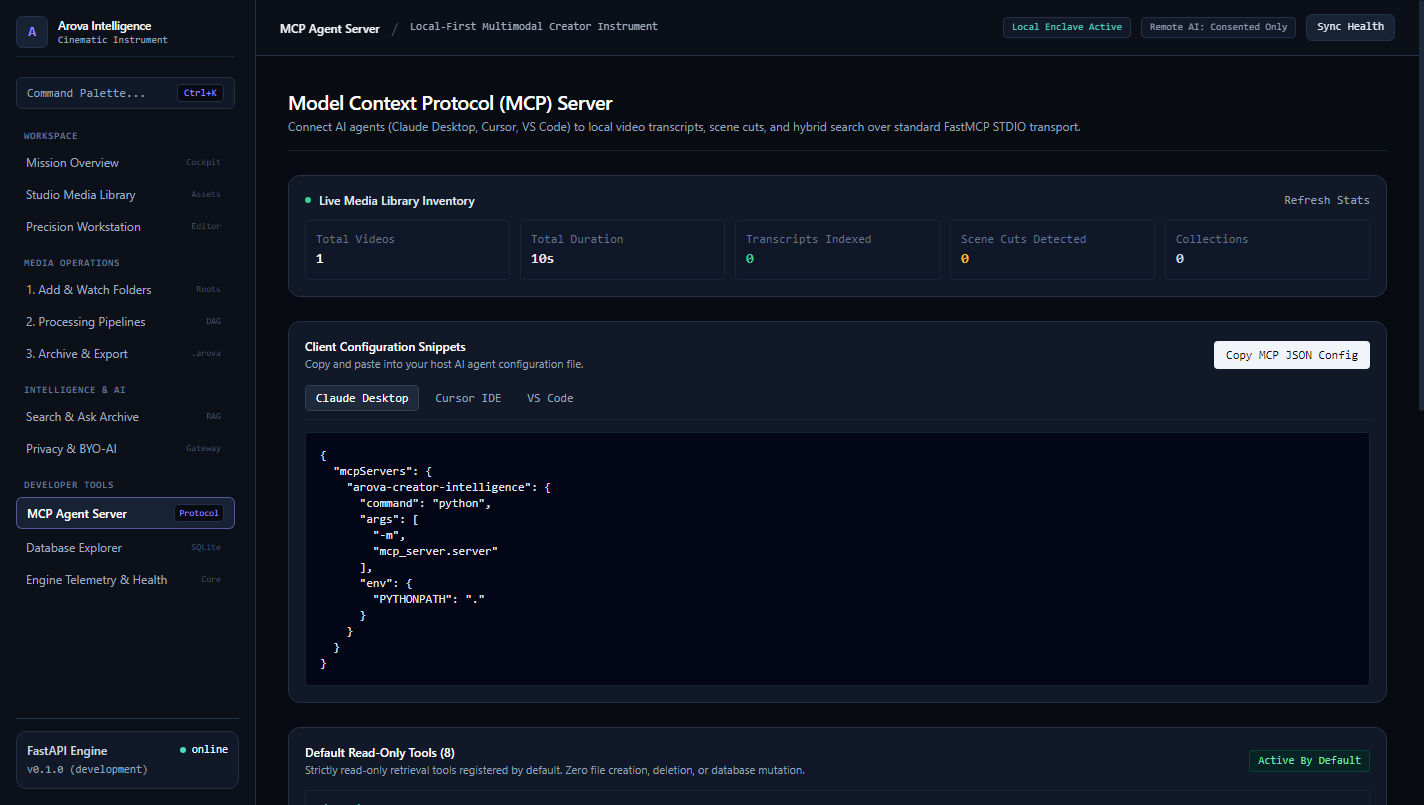 A
Arova Intelligence
Cinematic Instrument
Command Palette... Ctrl+K
WORKSPACE
Mission Overview Cockpit
Studio Media Library Assets
Precision Workstation Editor
MEDIA OPERATIONS
1. Add & Watch Folders Roots
2. Processing Pipelines DAG
3. Archive & Export .arova
INTELLIGENCE & AI
Search & Ask Archive RAG
Privacy & BYO-AI Gateway
DEVELOPER TOOLS
MCP Agent Server Protocol
Database Explorer SQLite
Engine Telemetry & Health Core
FastAPI Engine online
v0.1.0 (development)
MCP Agent Server / Local-First Multimodal Creator Instrument
Local Enclave Active Remote AI: Consented Only Sync Health
Model Context Protocol (MCP) Server
Connect AI agents (Claude Desktop, Cursor, VS Code) to local video transcripts, scene cuts, and hybrid search over standard FastMCP STDIO transport.
Live Media Library Inventory Refresh Stats
Total Videos Total Duration Transcripts Indexed Scene Cuts Detected Collections
1 10s 0 0 0
Client Configuration Snippets
Copy and paste into your host AI agent configuration file.
Copy MCP JSON Config
Claude Desktop Cursor IDE VS Code
{
"mcpServers": {
"arova-creator-intelligence": {
"command": "python",
"args": [
"-m",
"mcp_server.server"
],
"env": {
"PYTHONPATH": "."
}
}
}
}
Default Read-Only Tools (8)
Strictly read-only retrieval tools registered by default. Zero file creation, deletion, or database mutation.
Active By Default